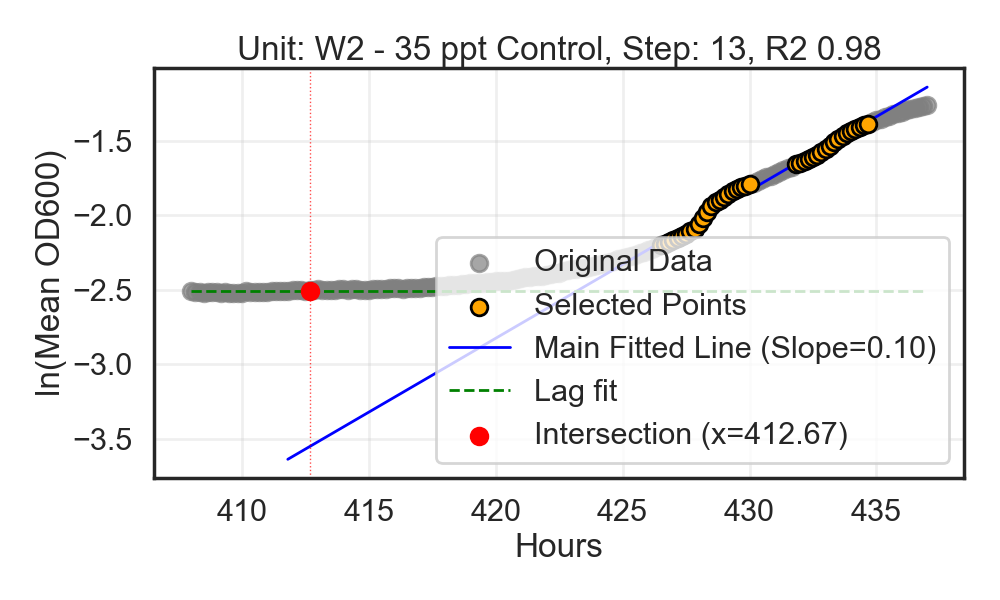 Unit: W2 - 35 ppt Control, Step: 13, R2 0.98
ln(Mean OD600)
−1.5
−2.0
−2.5
−3.0
−3.5
Original Data
Selected Points
Main Fitted Line (Slope=0.10)
Lag fit
Intersection (x=412.67)
410 415 420 425 430 435
Hours